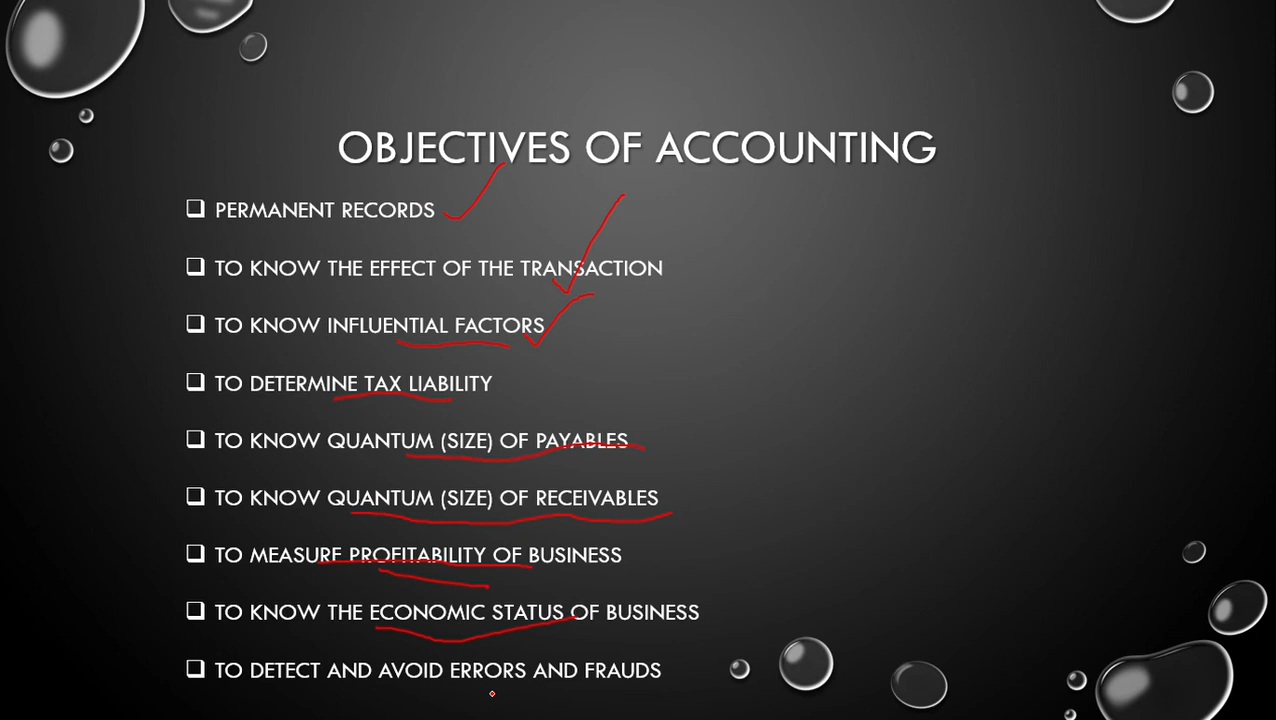 OBJECTIVES OF ACCOUNTING
PERMANENT RECORDS
TO KNOW THE EFFECT OF THE TRANSACTION
TO KNOW INFLUENTIAL FACTORS
TO DETERMINE TAX LIABILITY
TO KNOW QUANTUM (SIZE) OF PAYABLES
TO KNOW QUANTUM (SIZE) OF RECEIVABLES
TO MEASURE PROFITABILITY OF BUSINESS
TO KNOW THE ECONOMIC STATUS OF BUSINESS
TO DETECT AND AVOID ERRORS AND FRAUDS